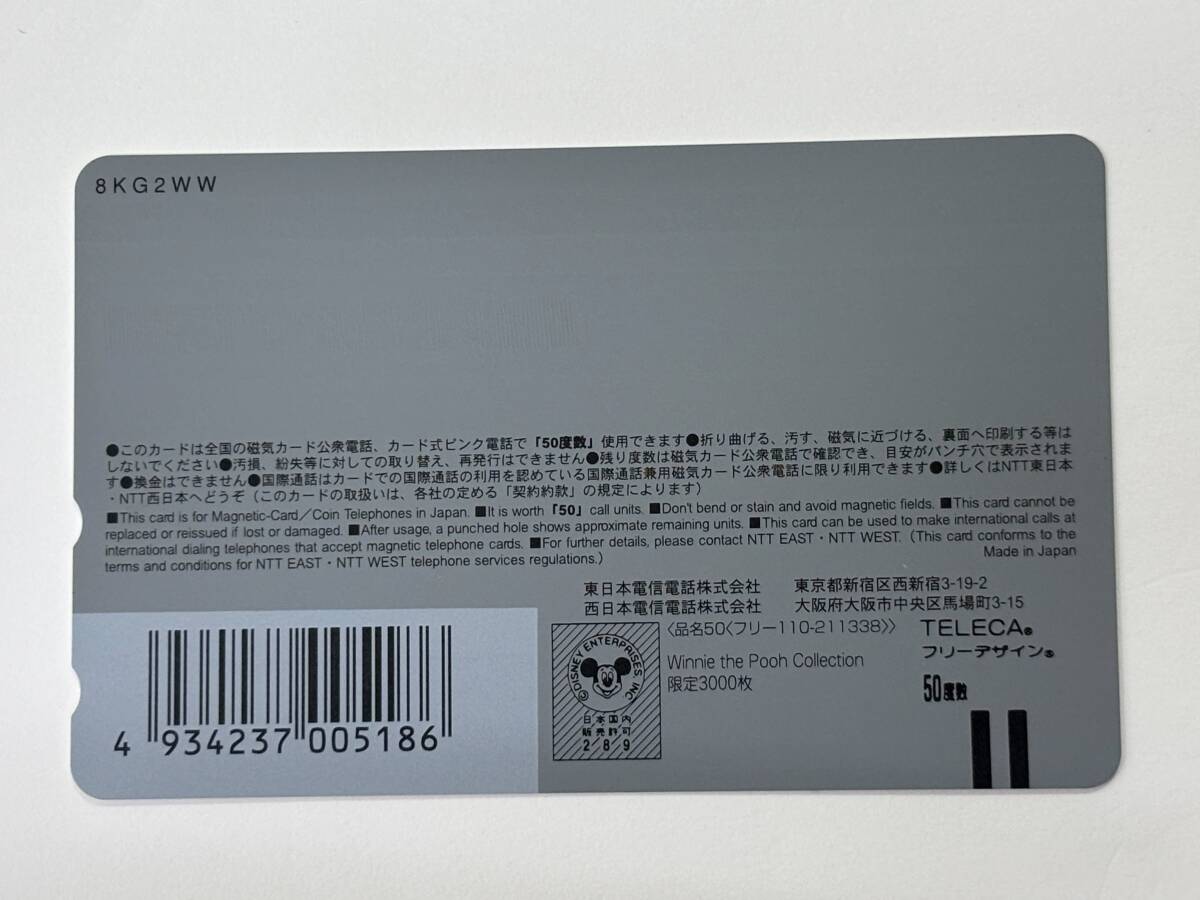 8KG2WW
●このカードは全国の磁気カード公衆電話、カード式ピンク電話で「50度数」使用できます●折り曲げる、汚す、磁気に近づける、裏面へ印刷する等は
しないでください●汚損、紛失等に対しての取り替え、再発行はできません●残り度数は磁気カード公衆電話で確認でき、目安がパンチ穴で表示されま
す●換金はできません●国際通話はカードでの国際通話の利用を認めている国際通話兼用磁気カード公衆電話に限り利用できます●詳しくはNTT東日本
・NTT西日本へどうぞ（このカードの取扱いは、各社の定める「契約約款」の規定によります）
■This card is for Magnetic-Card／Coin Telephones in Japan. ■It is worth「50」call units. ■Don't bend or stain and avoid magnetic fields. ■This card cannot be
replaced or reissued if lost or damaged. ■After usage, a punched hole shows approximate remaining units. ■This card can be used to make international calls at
international dialing telephones that accept magnetic telephone cards. ■For further details, please contact NTT EAST・NTT WEST. (This card conforms to the
terms and conditions for NTT EAST・NTT WEST telephone services regulations.)
Made in Japan
東日本電信電話株式会社 東京都新宿区西新宿3-19-2
西日本電信電話株式会社 大阪府大阪市中央区馬場町3-15
〈品名50〈フリー110-211338〉〉
Winnie the Pooh Collection
限定3000枚
TELECA®
フリーデザイン®
50度数
©DISNEY ENTERPRISES, INC.
日本国内
販売許可
289
4 934237 005186